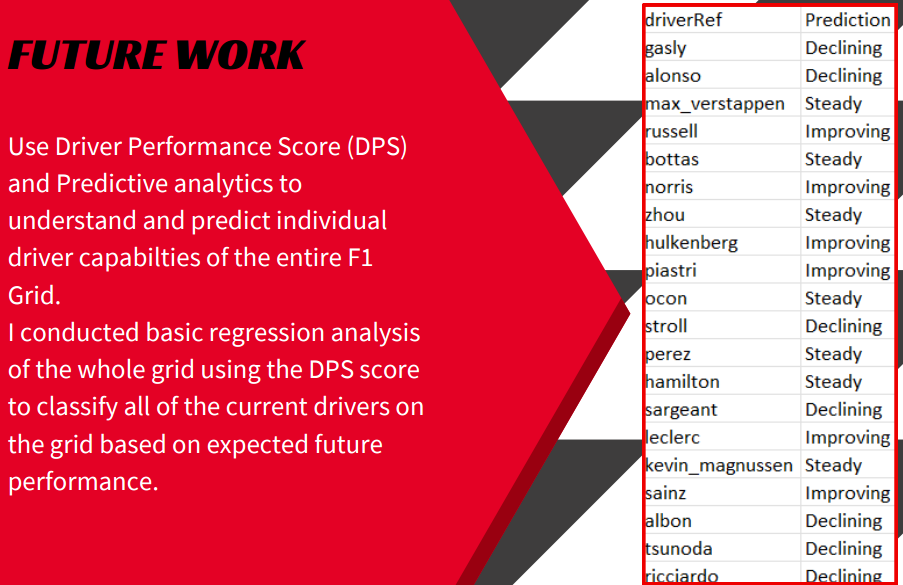 FUTURE WORK
Use Driver Performance Score (DPS)
and Predictive analytics to
understand and predict individual
driver capabilties of the entire F1
Grid.
I conducted basic regression analysis
of the whole grid using the DPS score
to classify all of the current drivers on
the grid based on expected future
performance.
driverRef Prediction
gasly Declining
alonso Declining
max_verstappen Steady
russell Improving
bottas Steady
norris Improving
zhou Steady
hulkenberg Improving
piastri Improving
ocon Steady
stroll Declining
perez Steady
hamilton Steady
sargeant Declining
leclerc Improving
kevin_magnussen Steady
sainz Improving
albon Declining
tsunoda Declining
ricciardo Declining